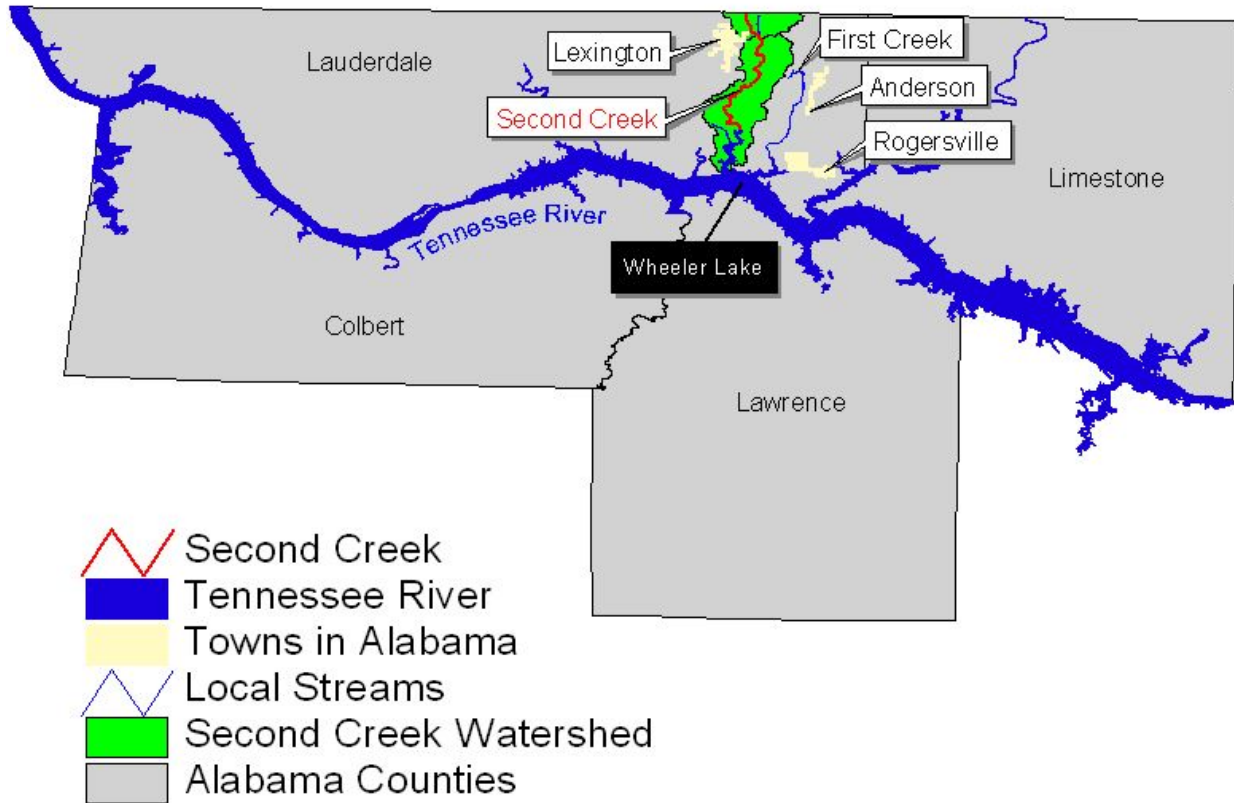 Lauderdale
Lexington
First Creek
Anderson
Second Creek
Rogersville
Limestone
Tennessee River
Wheeler Lake
Colbert
Lawrence
Second Creek
Tennessee River
Towns in Alabama
Local Streams
Second Creek Watershed
Alabama Counties